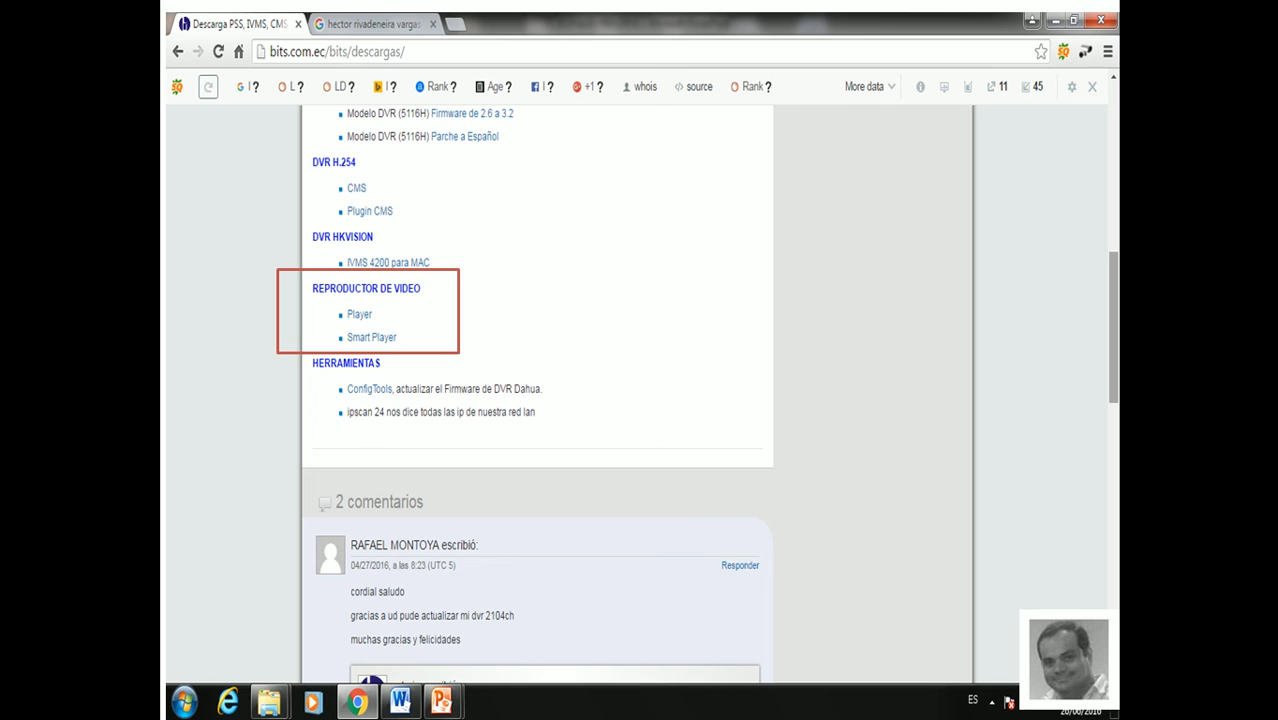 Descarga PSS, IVMS, CMS
hector rivadeneira vargas
bits.com.ec/bits/descargas/
I ? L ? LD ? I ? Rank ? Age ? I ? +1 ? whois source Rank ? More data 11 45
Modelo DVR (5116H) Firmware de 2.6 a 3.2
Modelo DVR (5116H) Parche a Español
DVR H.254
CMS
Plugin CMS
DVR HKVISION
IVMS 4200 para MAC
REPRODUCTOR DE VIDEO
Player
Smart Player
HERRAMIENTAS
ConfigTools, actualizar el Firmware de DVR Dahua.
ipscan 24 nos dice todas las ip de nuestra red lan
2 comentarios
RAFAEL MONTOYA escribió:
04/27/2016, a las 8:23 (UTC 5)
Responder
cordial saludo
gracias a ud pude actualizar mi dvr 2104ch
muchas gracias y felicidades
ES